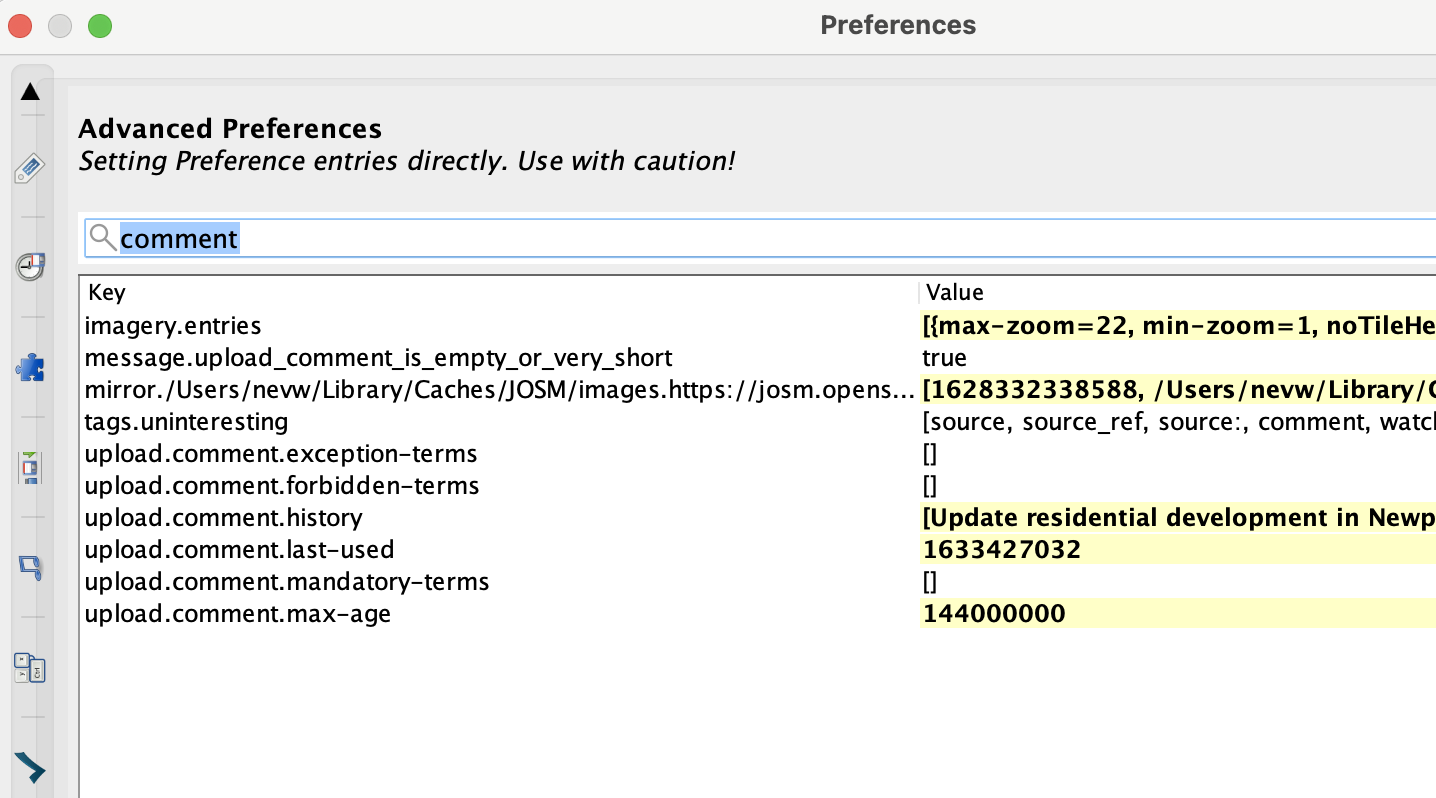 Preferences
Advanced Preferences
Setting Preference entries directly. Use with caution!
comment
Key Value
imagery.entries [{max-zoom=22, min-zoom=1, noTileHe
message.upload_comment_is_empty_or_very_short true
mirror./Users/nevw/Library/Caches/JOSM/images.https://josm.opens... [1628332338588, /Users/nevw/Library/C
tags.uninteresting [source, source_ref, source:, comment, watch
upload.comment.exception-terms []
upload.comment.forbidden-terms []
upload.comment.history [Update residential development in Newp
upload.comment.last-used 1633427032
upload.comment.mandatory-terms []
upload.comment.max-age 144000000